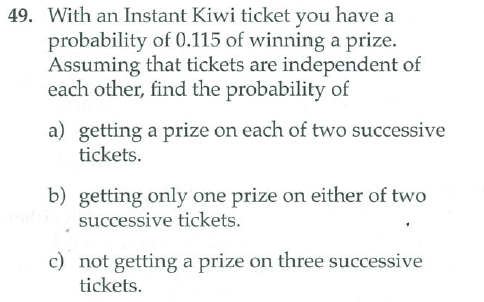 49. With an Instant Kiwi ticket you have a
probability of 0.115 of winning a prize.
Assuming that tickets are independent of
each other, find the probability of
a) getting a prize on each of two successive
tickets.
b) getting only one prize on either of two
successive tickets.
c) not getting a prize on three successive
tickets.